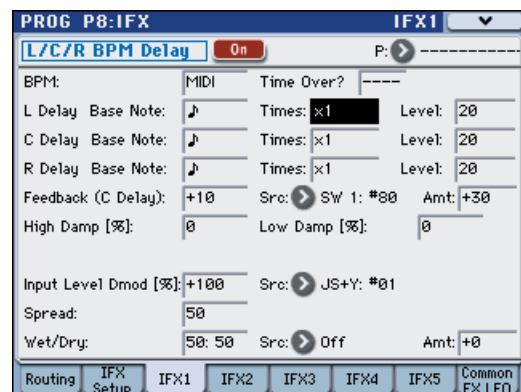 PROG P8:IFX IFX1
L/C/R BPM Delay On P: -----------
BPM: MIDI Time Over? ----
L Delay Base Note: ♪ Times: ×1 Level: 20
C Delay Base Note: ♪ Times: ×1 Level: 20
R Delay Base Note: ♪ Times: ×1 Level: 20
Feedback (C Delay): +10 Src: SW 1: #80 Amt: +30
High Damp [%]: 0 Low Damp [%]: 0
Input Level Dmod [%]: +100 Src: JS+Y: #01
Spread: 50
Wet/Dry: 50: 50 Src: Off Amt: +0
Routing IFX Setup IFX1 IFX2 IFX3 IFX4 IFX5 Common FX LFO